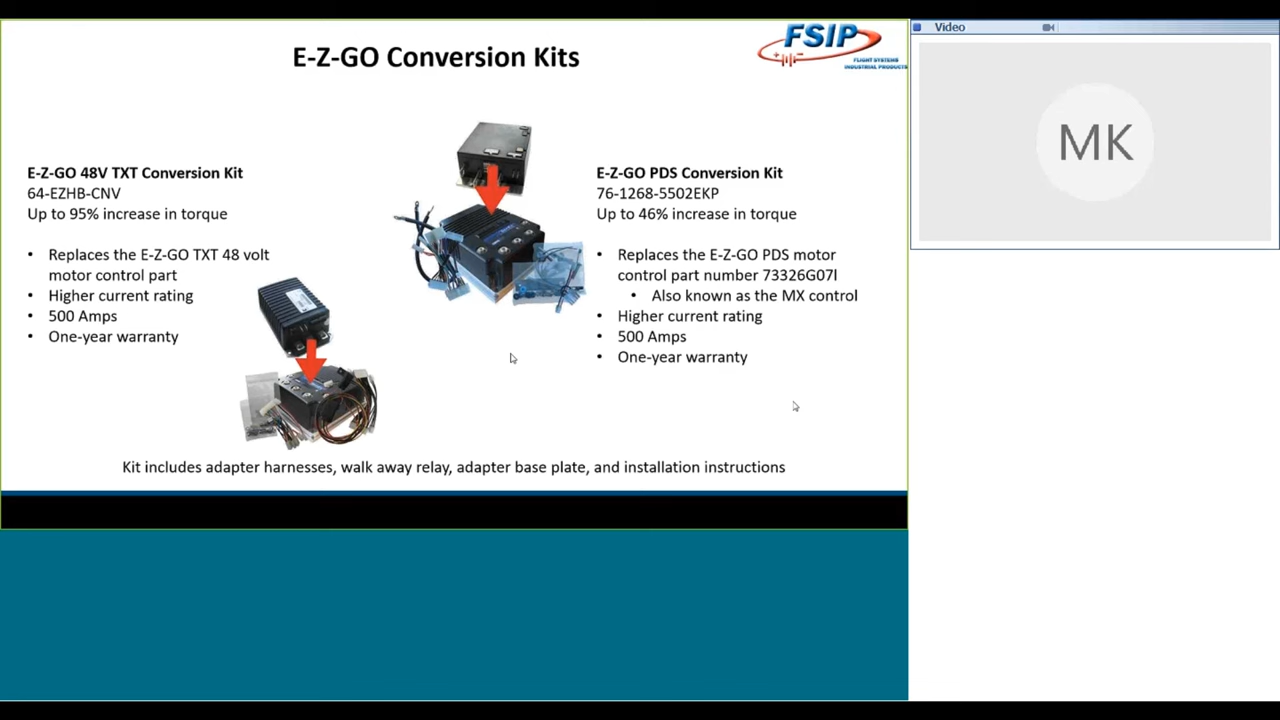 E-Z-GO Conversion Kits
FSIP
FLIGHT SYSTEMS
INDUSTRIAL PRODUCTS
Video
MK
E-Z-GO 48V TXT Conversion Kit
64-EZHB-CNV
Up to 95% increase in torque
• Replaces the E-Z-GO TXT 48 volt
motor control part
• Higher current rating
• 500 Amps
• One-year warranty
E-Z-GO PDS Conversion Kit
76-1268-5502EKP
Up to 46% increase in torque
• Replaces the E-Z-GO PDS motor
control part number 73326G07I
• Also known as the MX control
• Higher current rating
• 500 Amps
• One-year warranty
Kit includes adapter harnesses, walk away relay, adapter base plate, and installation instructions